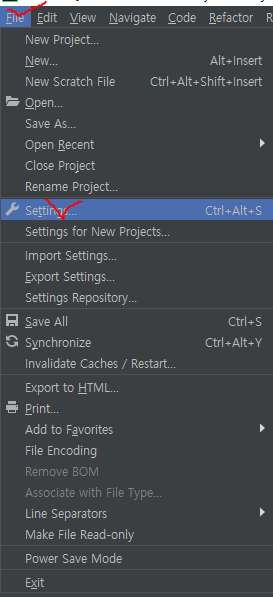 File Edit View Navigate Code Refactor
New Project...
New... Alt+Insert
New Scratch File Ctrl+Alt+Shift+Insert
Open...
Save As...
Open Recent
Close Project
Rename Project...
Settings... Ctrl+Alt+S
Settings for New Projects...
Import Settings...
Export Settings...
Settings Repository...
Save All Ctrl+S
Synchronize Ctrl+Alt+Y
Invalidate Caches / Restart...
Export to HTML...
Print...
Add to Favorites
File Encoding
Remove BOM
Associate with File Type...
Line Separators
Make File Read-only
Power Save Mode
Exit